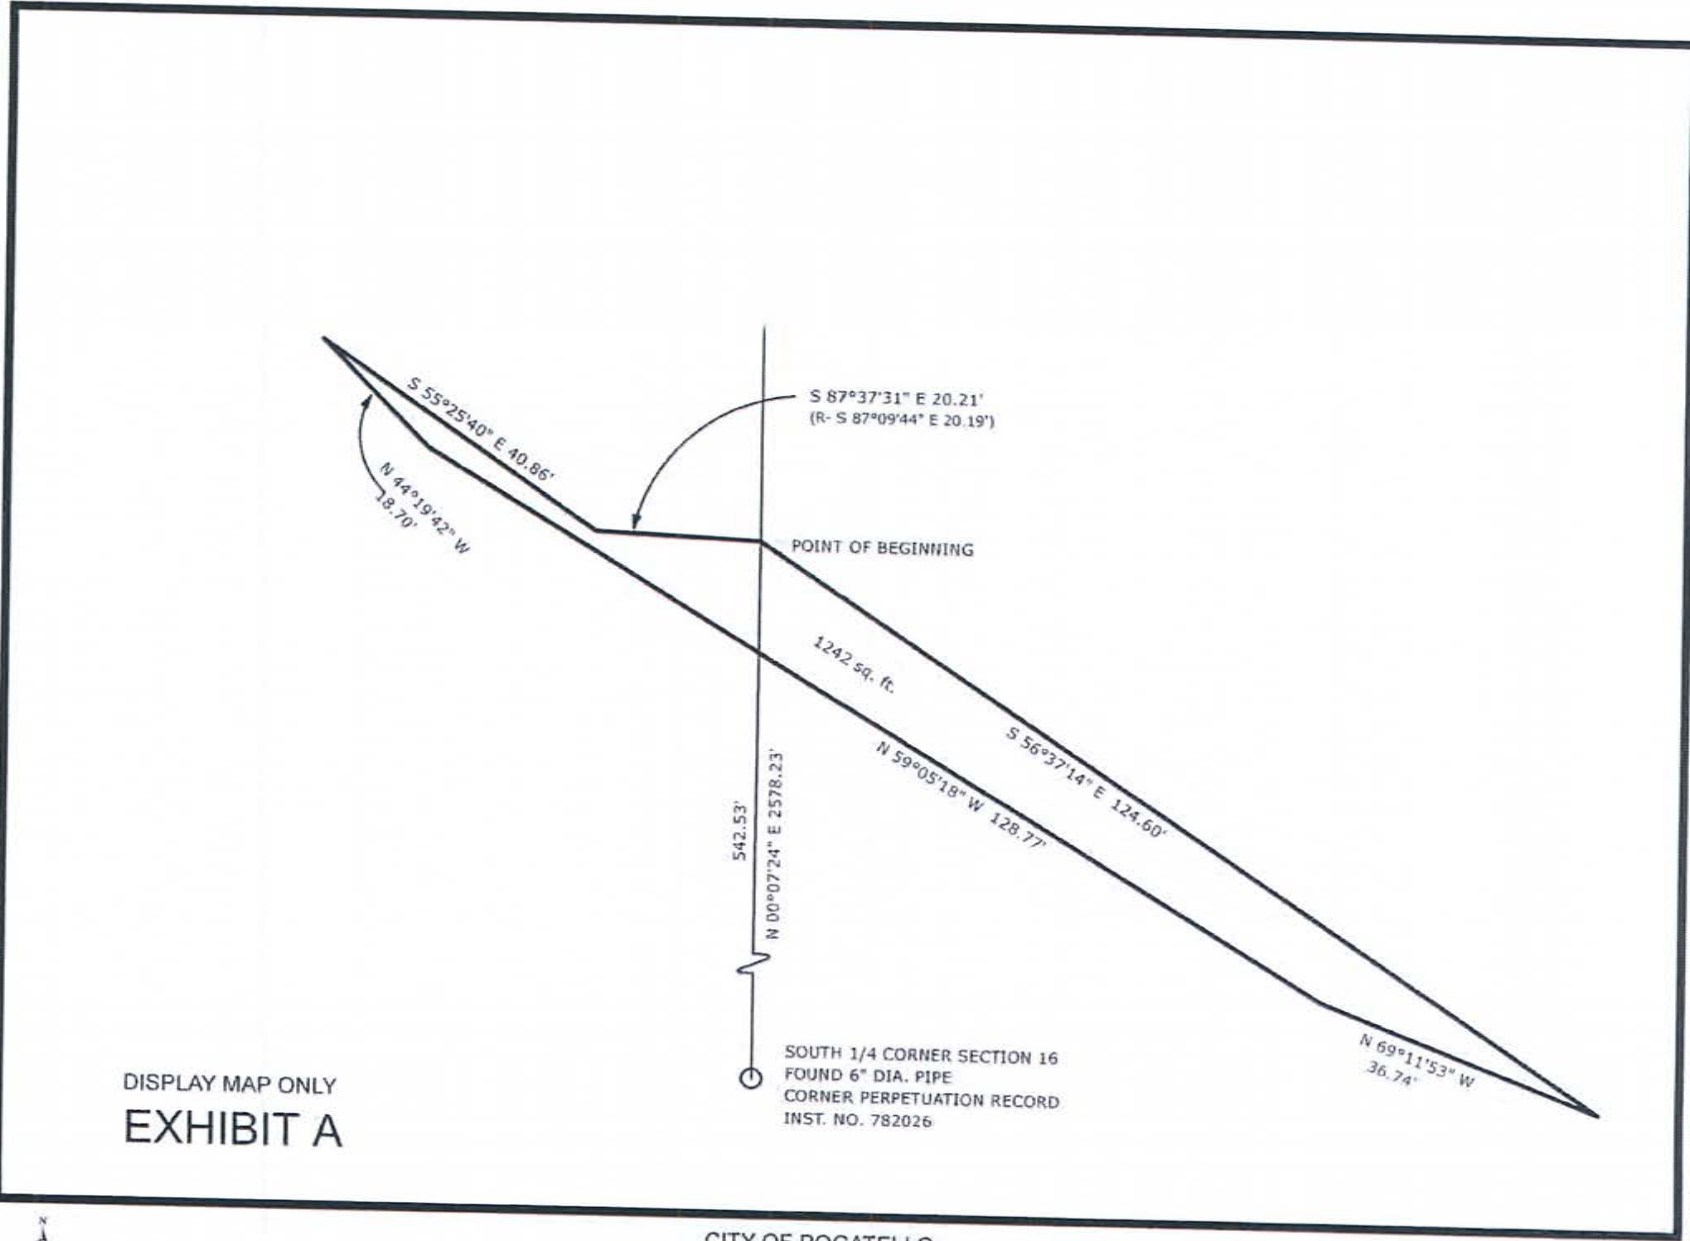 S 87°37'31" E 20.21'
(R- S 87°09'44" E 20.19')
S 55°25'40" E 40.86'
N 44°19'42" W
18.70'
POINT OF BEGINNING
1242 sq. ft.
S 56°37'14" E 124.60'
N 59°05'18" W 128.77'
542.53'
N 00°07'24" E 2578.23'
N 69°11'53" W
36.74'
SOUTH 1/4 CORNER SECTION 16
FOUND 6" DIA. PIPE
CORNER PERPETUATION RECORD
INST. NO. 782026
DISPLAY MAP ONLY
EXHIBIT A
N
CITY OF POCATELLO